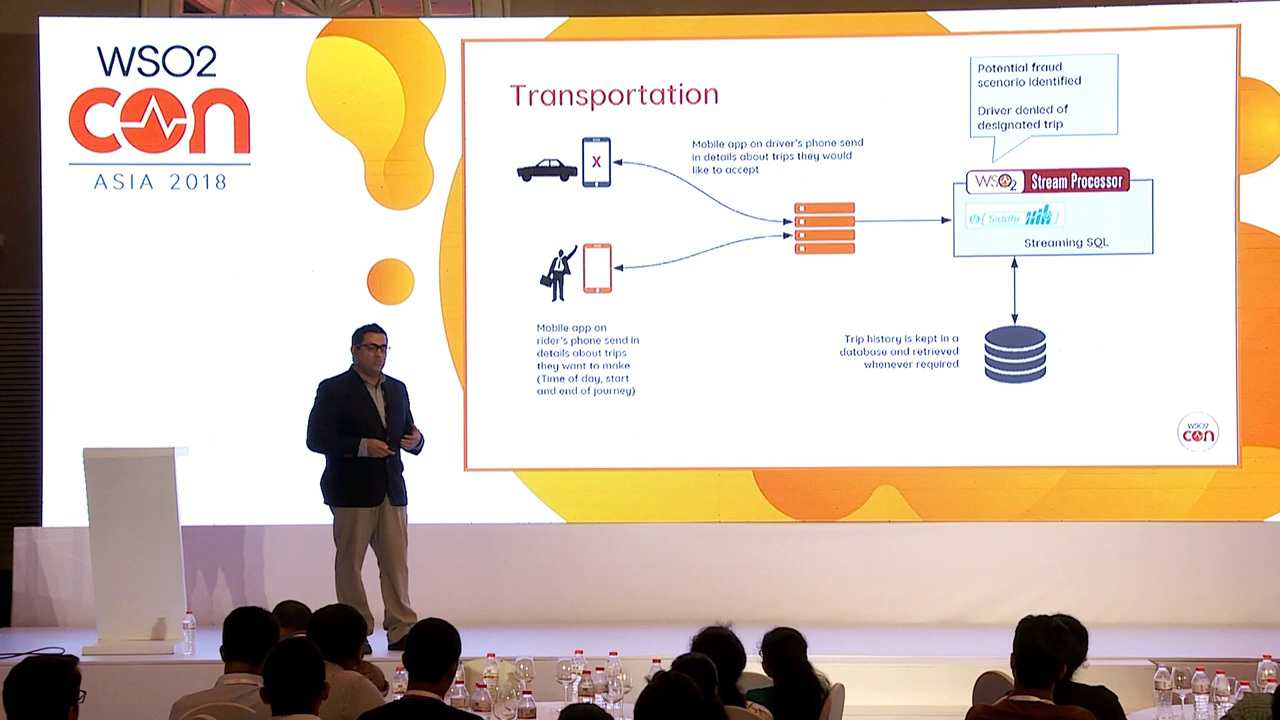 WSO2
CON
ASIA 2018
Transportation
Potential fraud
scenario identified
Driver denied of
designated trip
X
Mobile app on driver's phone send
in details about trips they would
like to accept
WSO2 Stream Processor
Siddhi
Streaming SQL
Mobile app on
rider's phone send in
details about trips
they want to make
(Time of day, start
and end of journey)
Trip history is kept in a
database and retrieved
whenever required
WSO2
CON